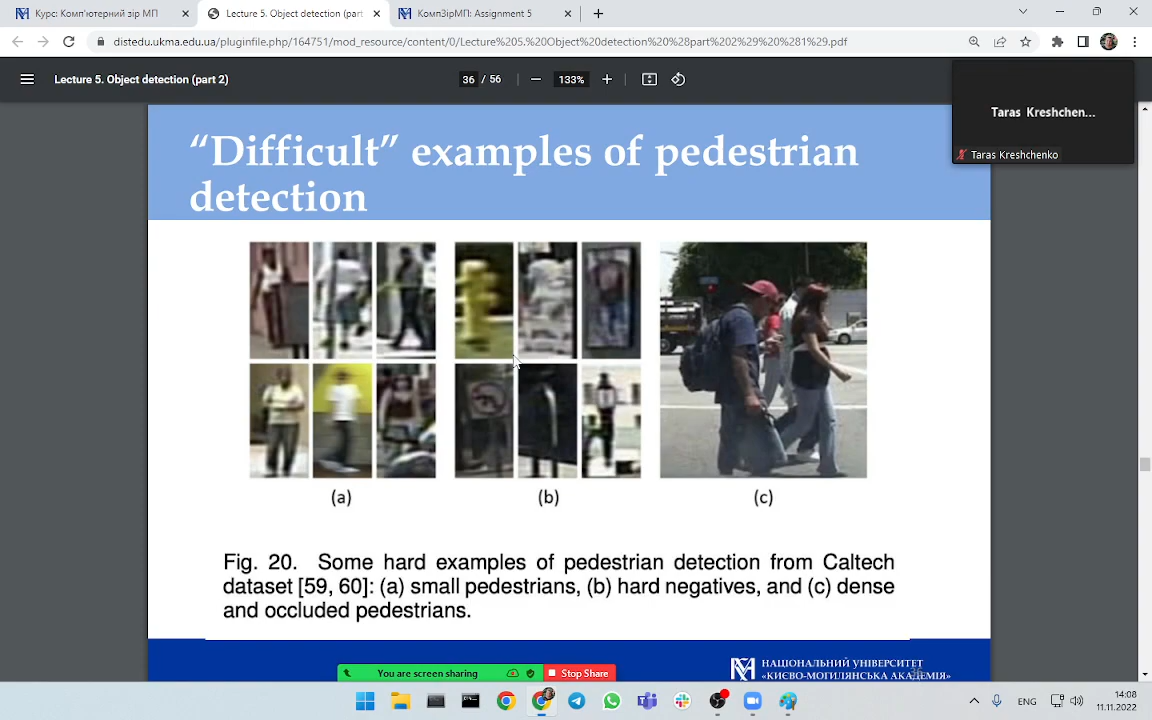 Курс: Комп'ютерний зір МП
Lecture 5. Object detection (part
КомпЗірМП: Assignment 5
distedu.ukma.edu.ua/pluginfile.php/164751/mod_resource/content/0/Lecture%205.%20Object%20detection%20%28part%202%29%20%281%29.pdf
Lecture 5. Object detection (part 2)
36 / 56
133%
Taras Kreshchen...
Taras Kreshchenko
“Difficult” examples of pedestrian
detection
(a)
(b)
(c)
Fig. 20. Some hard examples of pedestrian detection from Caltech
dataset [59, 60]: (a) small pedestrians, (b) hard negatives, and (c) dense
and occluded pedestrians.
You are screen sharing
Stop Share
НАЦІОНАЛЬНИЙ УНІВЕРСИТЕТ
«КИЄВО-МОГИЛЯНСЬКА АКАДЕМІЯ»
36
ENG
14:08
11.11.2022